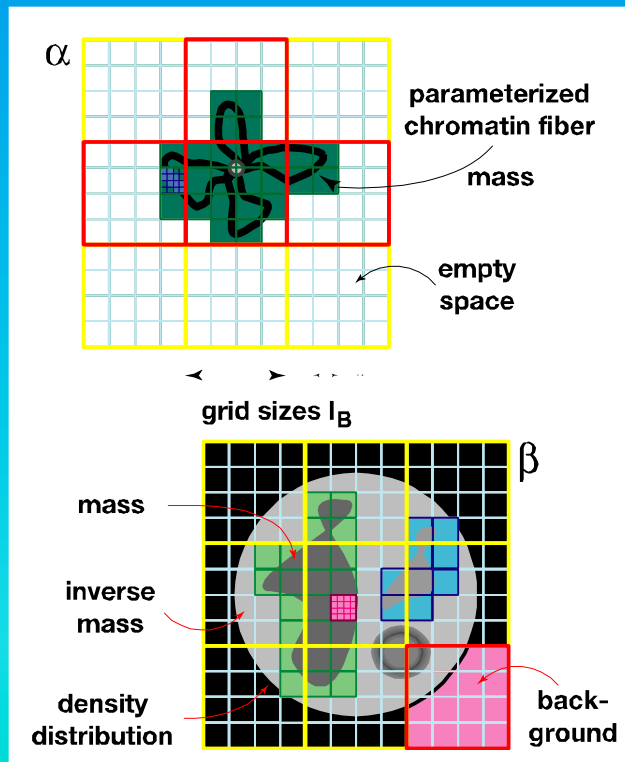 α
parameterized
chromatin fiber
mass
empty
space
grid sizes l_B
β
mass
inverse
mass
density
distribution
back-
ground